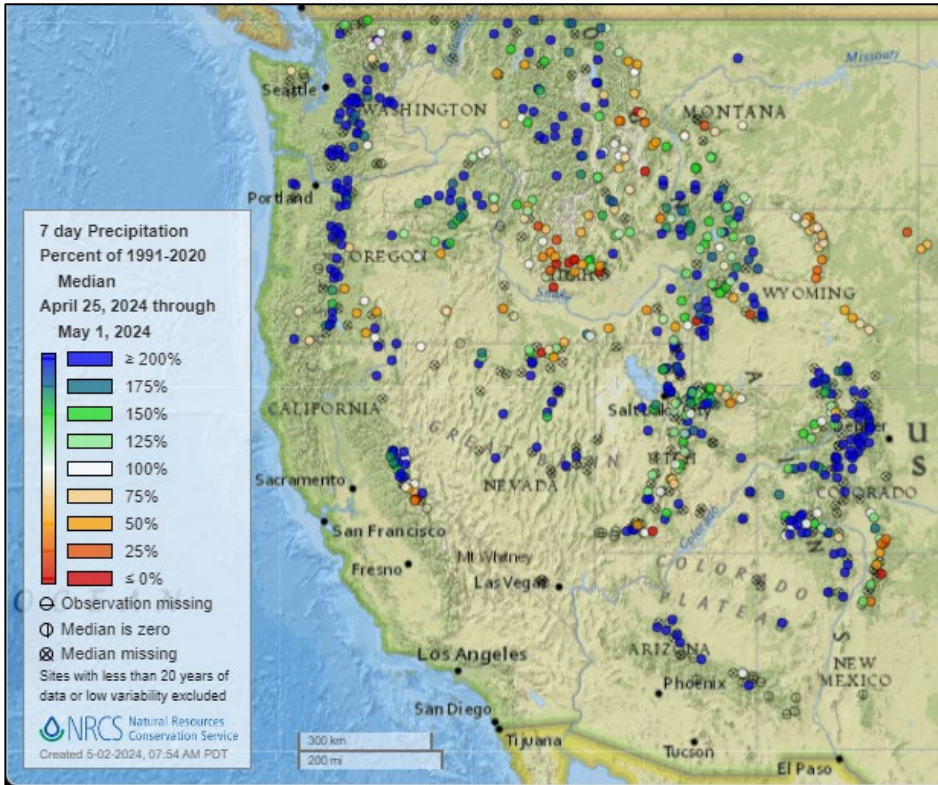 7 day Precipitation
Percent of 1991-2020
Median
April 25, 2024 through
May 1, 2024
≥ 200%
175%
150%
125%
100%
75%
50%
25%
≤ 0%
Observation missing
Median is zero
Median missing
Sites with less than 20 years of
data or low variability excluded
NRCS Natural Resources
Conservation Service
Created 5-02-2024, 07:54 AM PDT
300 km
200 mi
Missouri
Seattle
WASHINGTON
MONTANA
Portland
OREGON
IDAHO
Snake
WYOMING
CALIFORNIA
Salt Lake City
Denver
US
GREAT BASIN
UTAH
NEVADA
COLORADO
Sacramento
San Francisco
Colorado
Mt Whitney
Fresno
Las Vegas
COLORADO
PLATEAU
OCEAN
Los Angeles
ARIZONA
NEW
MEXICO
Phoenix
San Diego
Tijuana
Tucson
El Paso